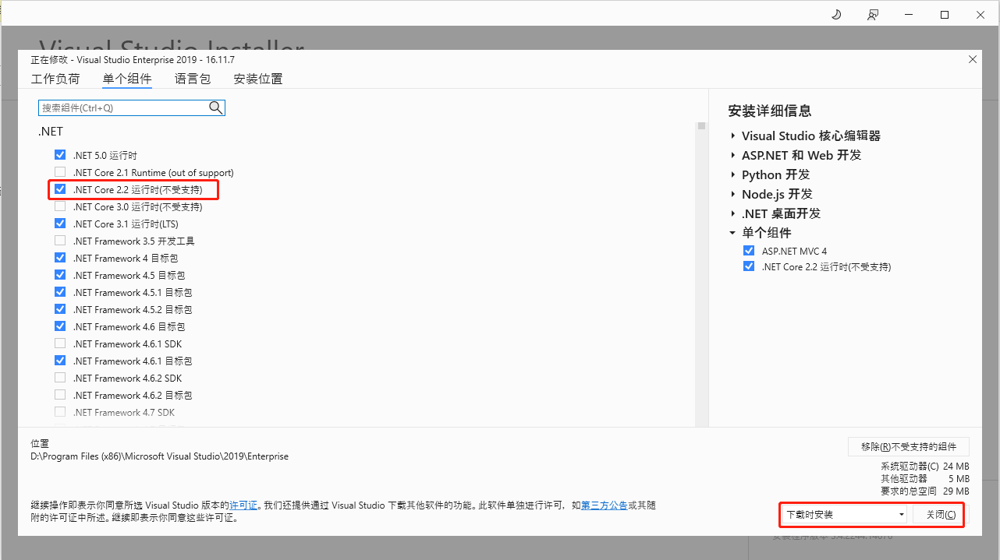 Visual Studio Installer
正在修改 - Visual Studio Enterprise 2019 - 16.11.7
工作负荷 单个组件 语言包 安装位置
搜索组件(Ctrl+Q)
.NET
.NET 5.0 运行时
.NET Core 2.1 Runtime (out of support)
.NET Core 2.2 运行时(不受支持)
.NET Core 3.0 运行时(不受支持)
.NET Core 3.1 运行时(LTS)
.NET Framework 3.5 开发工具
.NET Framework 4 目标包
.NET Framework 4.5 目标包
.NET Framework 4.5.1 目标包
.NET Framework 4.5.2 目标包
.NET Framework 4.6 目标包
.NET Framework 4.6.1 SDK
.NET Framework 4.6.1 目标包
.NET Framework 4.6.2 SDK
.NET Framework 4.6.2 目标包
.NET Framework 4.7 SDK
安装详细信息
Visual Studio 核心编辑器
ASP.NET 和 Web 开发
Python 开发
Node.js 开发
.NET 桌面开发
单个组件
ASP.NET MVC 4
.NET Core 2.2 运行时(不受支持)
位置
D:\Program Files (x86)\Microsoft Visual Studio\2019\Enterprise
移除(R)不受支持的组件
系统驱动器(C) 24 MB
其他驱动器 5 MB
要求的总空间 29 MB
继续操作即表示你同意所选 Visual Studio 版本的许可证。我们还提供通过 Visual Studio 下载其他软件的功能。此软件单独进行许可，如第三方公告或其随
附的许可证中所述。继续即表示你同意这些许可证。
下载时安装 关闭(C)